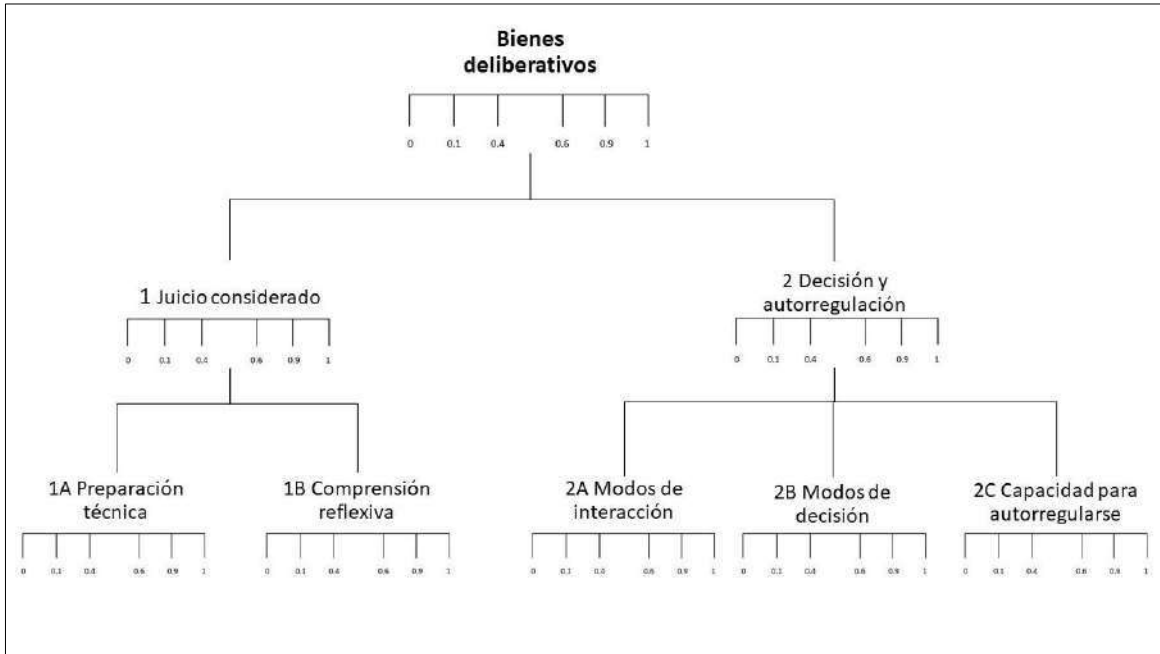 Bienes
deliberativos
0 0.1 0.4 0.6 0.9 1
1 Juicio considerado
0 0.1 0.4 0.6 0.9 1
2 Decisión y
autorregulación
0 0.1 0.4 0.6 0.9 1
1A Preparación
técnica
0 0.1 0.4 0.6 0.9 1
1B Comprensión
reflexiva
0 0.1 0.4 0.6 0.9 1
2A Modos de
interacción
0 0.1 0.4 0.6 0.9 1
2B Modos de
decisión
0 0.1 0.4 0.6 0.9 1
2C Capacidad para
autorregularse
0 0.1 0.4 0.6 0.9 1